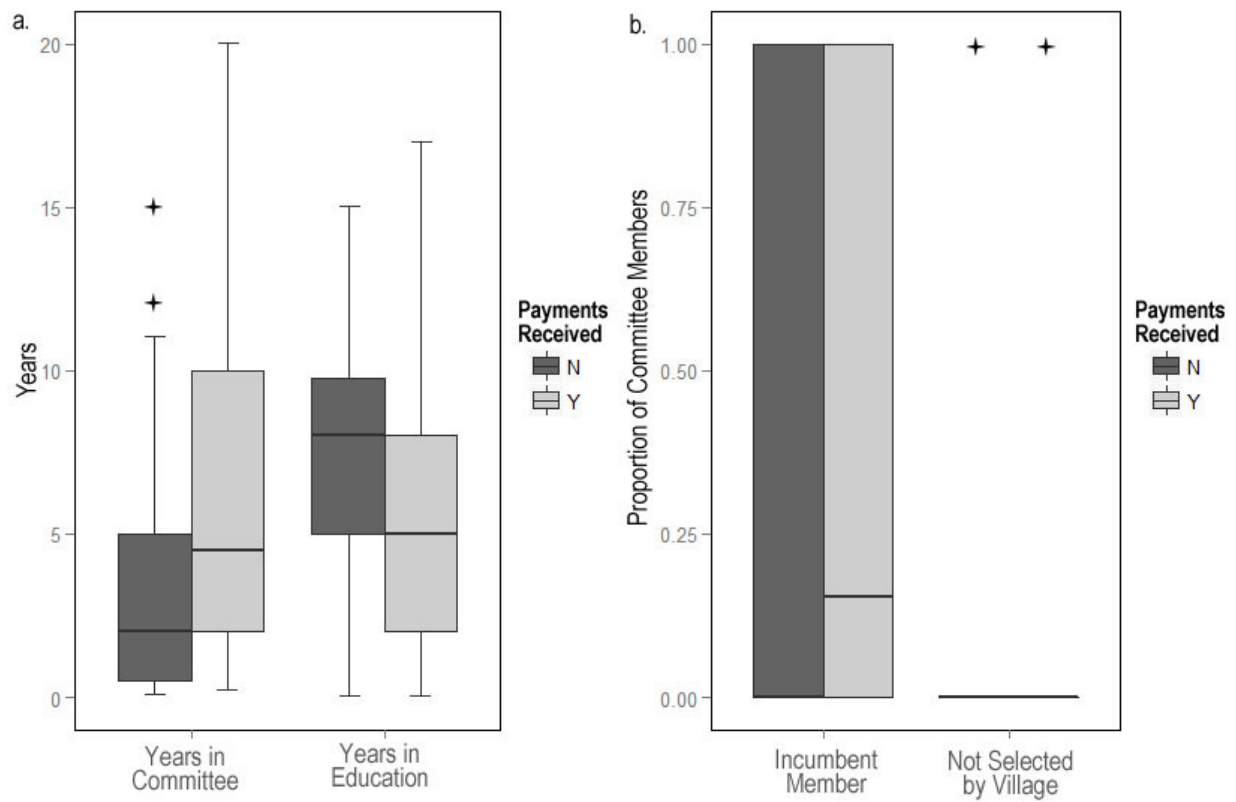 a.
20
15
10
5
0
Years
Years in
Committee
Years in
Education
Payments
Received
N
Y
b.
1.00
0.75
0.50
0.25
0.00
Proportion of Committee Members
Incumbent
Member
Not Selected
by Village
Payments
Received
N
Y